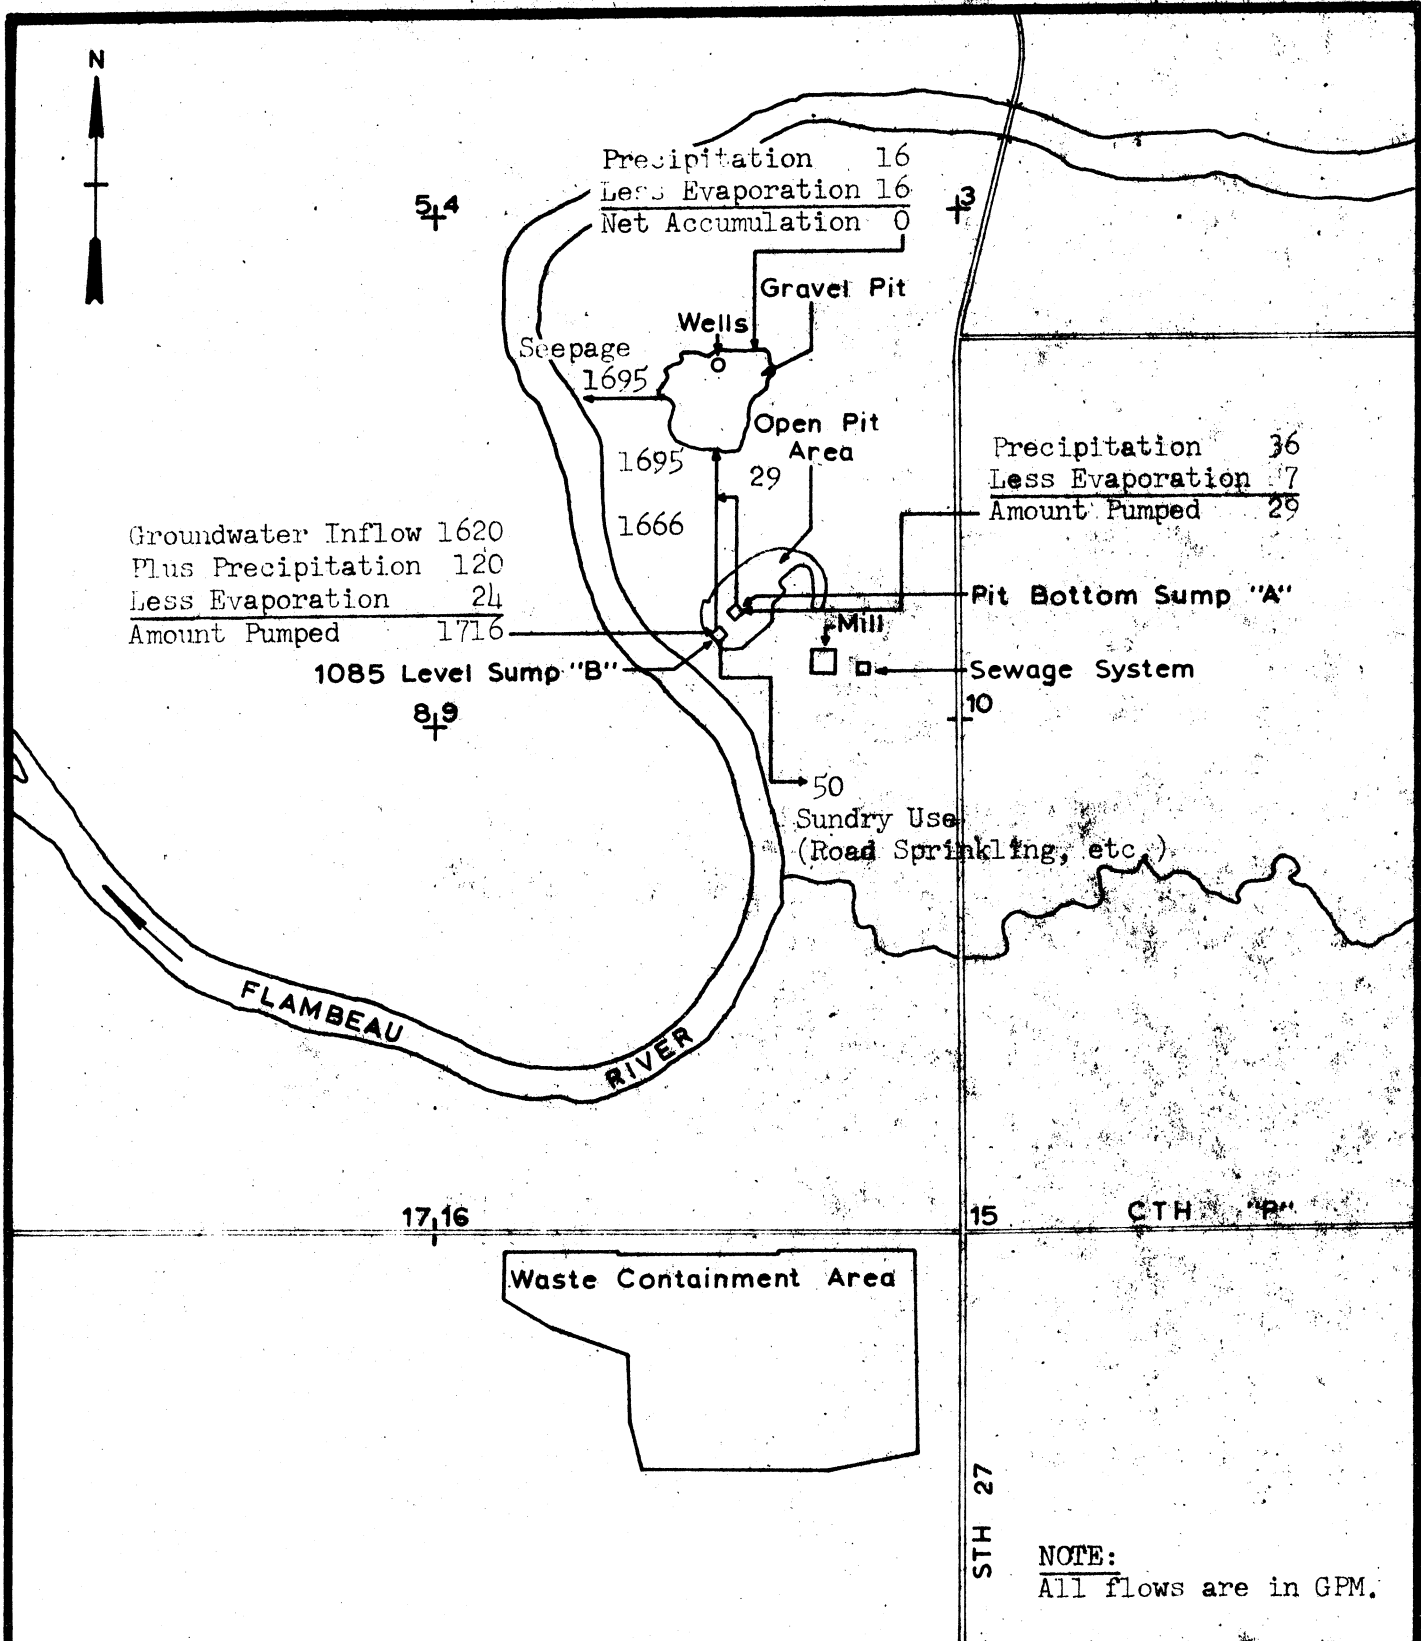 N
Precipitation 16
Less Evaporation 16
Net Accumulation 0
5 4
3
Gravel Pit
Wells
Seepage
1695
Open Pit
Area
1695
29
1666
Precipitation 36
Less Evaporation 7
Amount Pumped 29
Groundwater Inflow 1620
Plus Precipitation 120
Less Evaporation 24
Amount Pumped 1716
Pit Bottom Sump "A"
Mill
1085 Level Sump "B"
Sewage System
8 9
10
50
Sundry Use
(Road Sprinkling, etc.)
FLAMBEAU
RIVER
17 16
15
CTH "P"
Waste Containment Area
STH 27
NOTE:
All flows are in GPM.